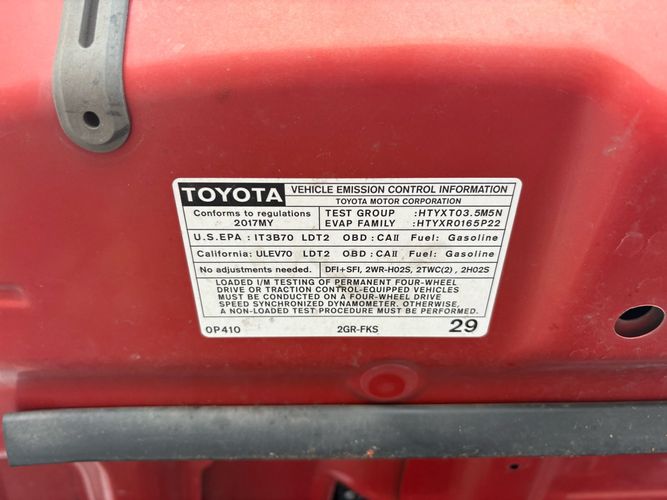 TOYOTA VEHICLE EMISSION CONTROL INFORMATION
TOYOTA MOTOR CORPORATION
Conforms to regulations
2017MY
TEST GROUP :HTYXT03.5M5N
EVAP FAMILY :HTYXR0165P22
U.S.EPA : IT3B70 LDT2 OBD : CAII Fuel: Gasoline
California: ULEV70 LDT2 OBD : CAII Fuel: Gasoline
No adjustments needed. DFI+SFI, 2WR-HO2S, 2TWC(2), 2HO2S
LOADED I/M TESTING OF PERMANENT FOUR-WHEEL
DRIVE OR TRACTION CONTROL-EQUIPPED VEHICLES
MUST BE CONDUCTED ON A FOUR-WHEEL DRIVE
SPEED SYNCHRONIZED DYNAMOMETER. OTHERWISE,
A NON-LOADED TEST PROCEDURE MUST BE PERFORMED.
0P410 2GR-FKS 29